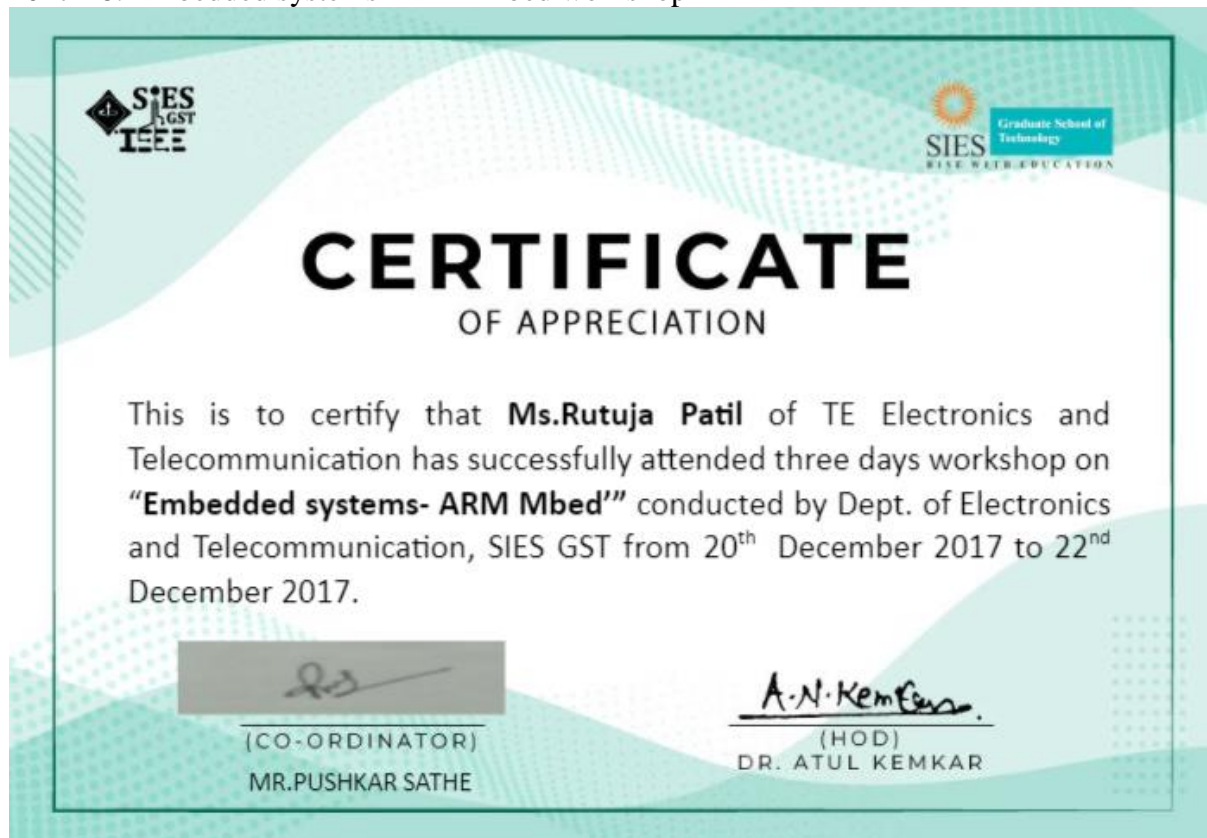 SIES
GST
ISEE
SIES
Graduate School of
Technology
RISE WITH EDUCATION
CERTIFICATE
OF APPRECIATION
This is to certify that Ms.Rutuja Patil of TE Electronics and
Telecommunication has successfully attended three days workshop on
“Embedded systems- ARM Mbed’” conducted by Dept. of Electronics
and Telecommunication, SIES GST from 20th December 2017 to 22nd
December 2017.
A.N.Kemkar
(CO-ORDINATOR)
MR.PUSHKAR SATHE
(HOD)
DR. ATUL KEMKAR